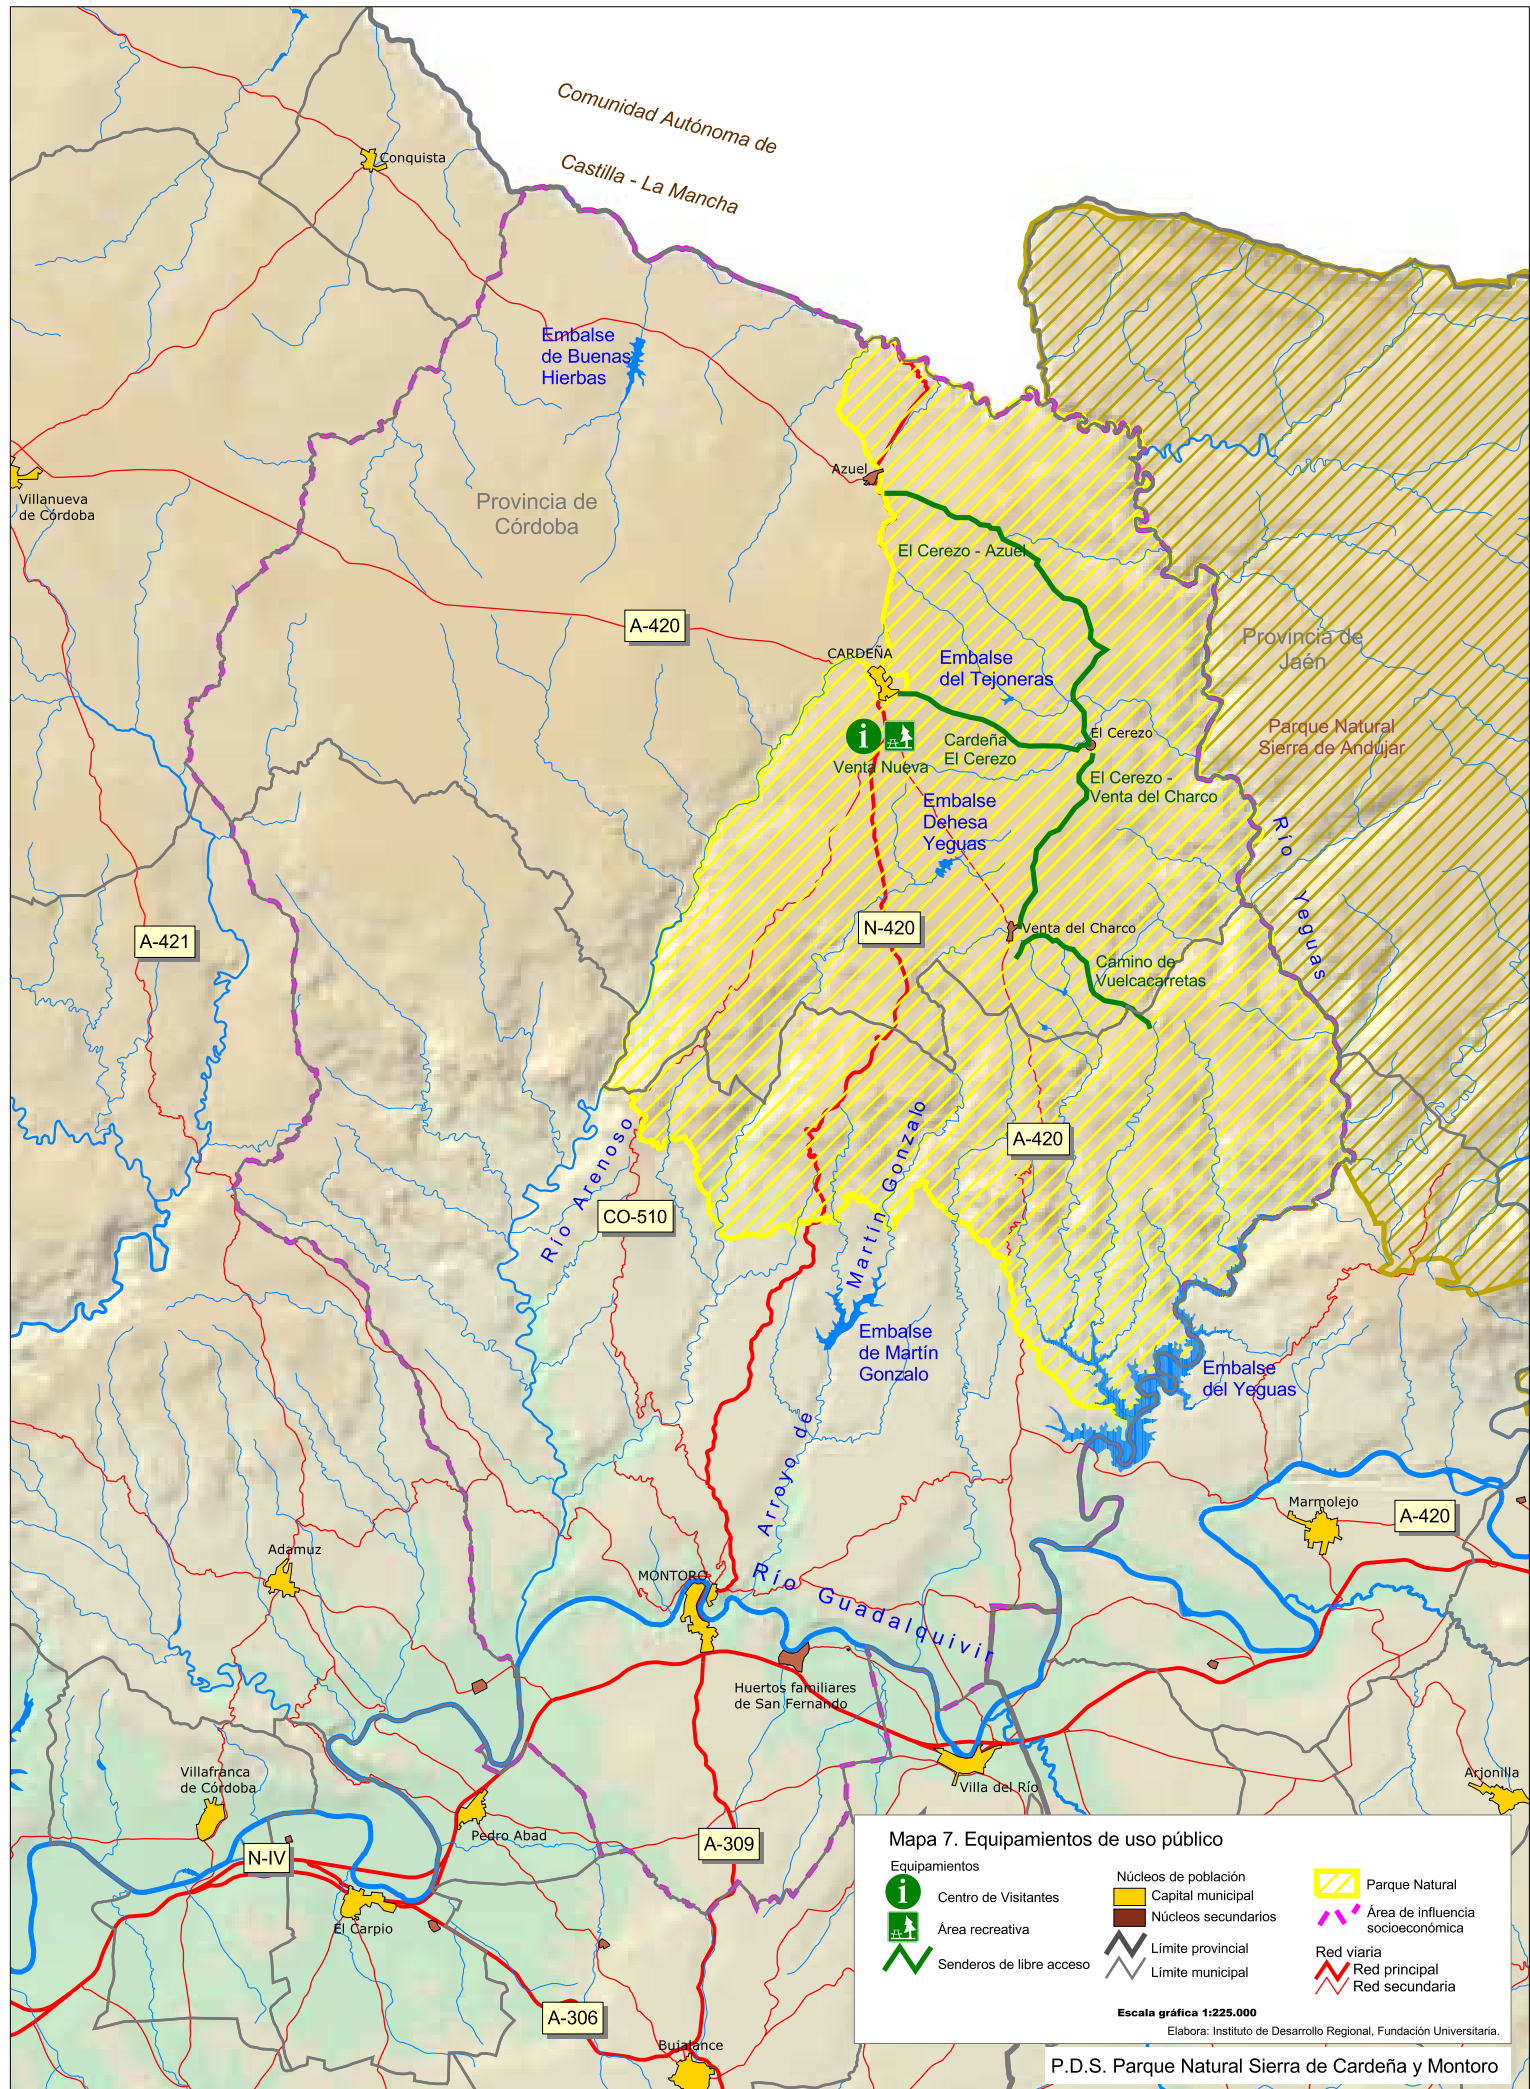 Comunidad Autónoma de
Castilla - La Mancha
Conquista
Embalse
de Buenas
Hierbas
Villanueva
de Córdoba
Provincia de
Córdoba
Azuel
El Cerezo - Azuel
A-420
CARDEÑA
Embalse
del Tejoneras
Provincia de
Jaén
Parque Natural
Sierra de Andujar
El Cerezo
Cardeña
El Cerezo
Venta Nueva
El Cerezo -
Venta del Charco
Embalse
Dehesa
Yeguas
Río Yeguas
A-421
N-420
Venta del Charco
Camino de
Vuelcacarretas
A-420
Río Arenoso
CO-510
Arroyo de Martín Gonzalo
Embalse
de Martín
Gonzalo
Embalse
del Yeguas
Marmolejo
A-420
Adamuz
MONTORO
Río Guadalquivir
Huertos familiares
de San Fernando
Villafranca
de Córdoba
Villa del Río
Arjonilla
Pedro Abad
N-IV
A-309
El Carpio
A-306
Bujalance
Mapa 7. Equipamientos de uso público
Equipamientos
i
Centro de Visitantes
Área recreativa
Senderos de libre acceso
Núcleos de población
Capital municipal
Núcleos secundarios
Límite provincial
Límite municipal
Parque Natural
Área de influencia
socioeconómica
Red viaria
Red principal
Red secundaria
Escala gráfica 1:225.000
Elabora: Instituto de Desarrollo Regional, Fundación Universitaria.
P.D.S. Parque Natural Sierra de Cardeña y Montoro